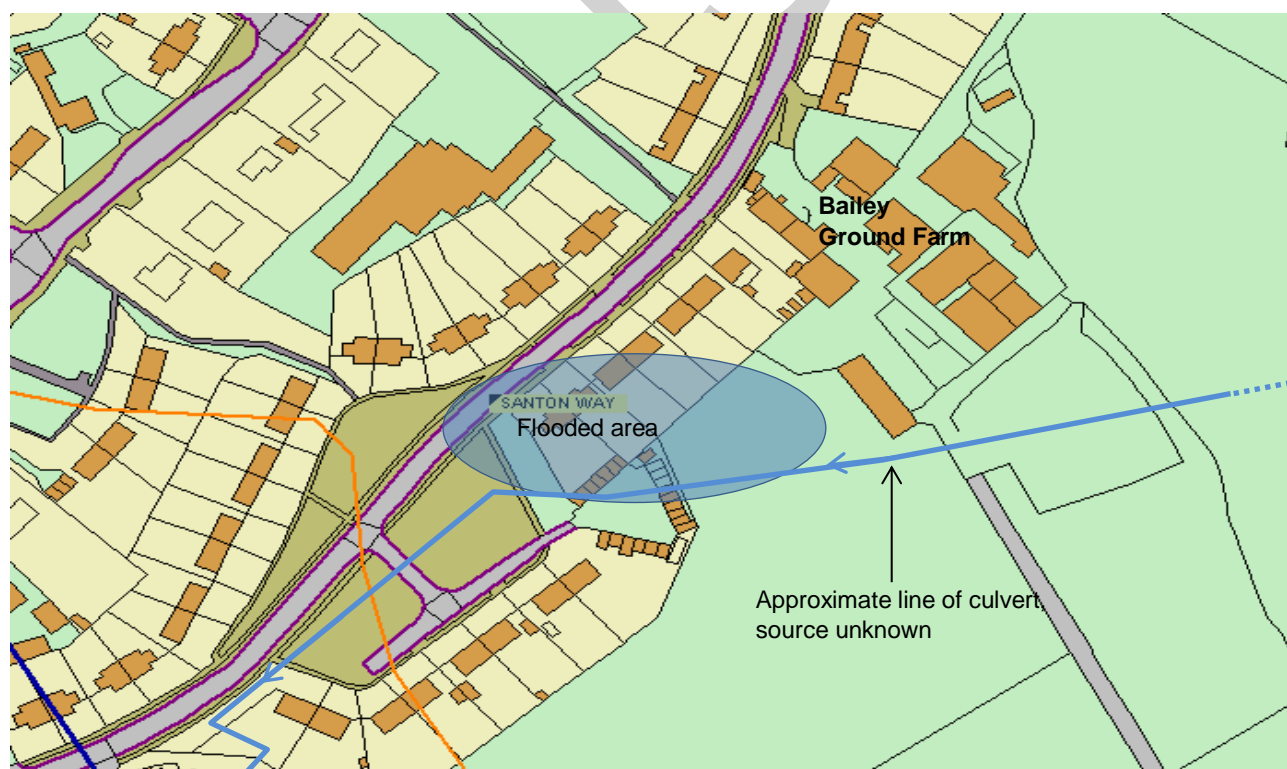 Bailey
Ground Farm
SANTON WAY
Flooded area
Approximate line of culvert,
source unknown